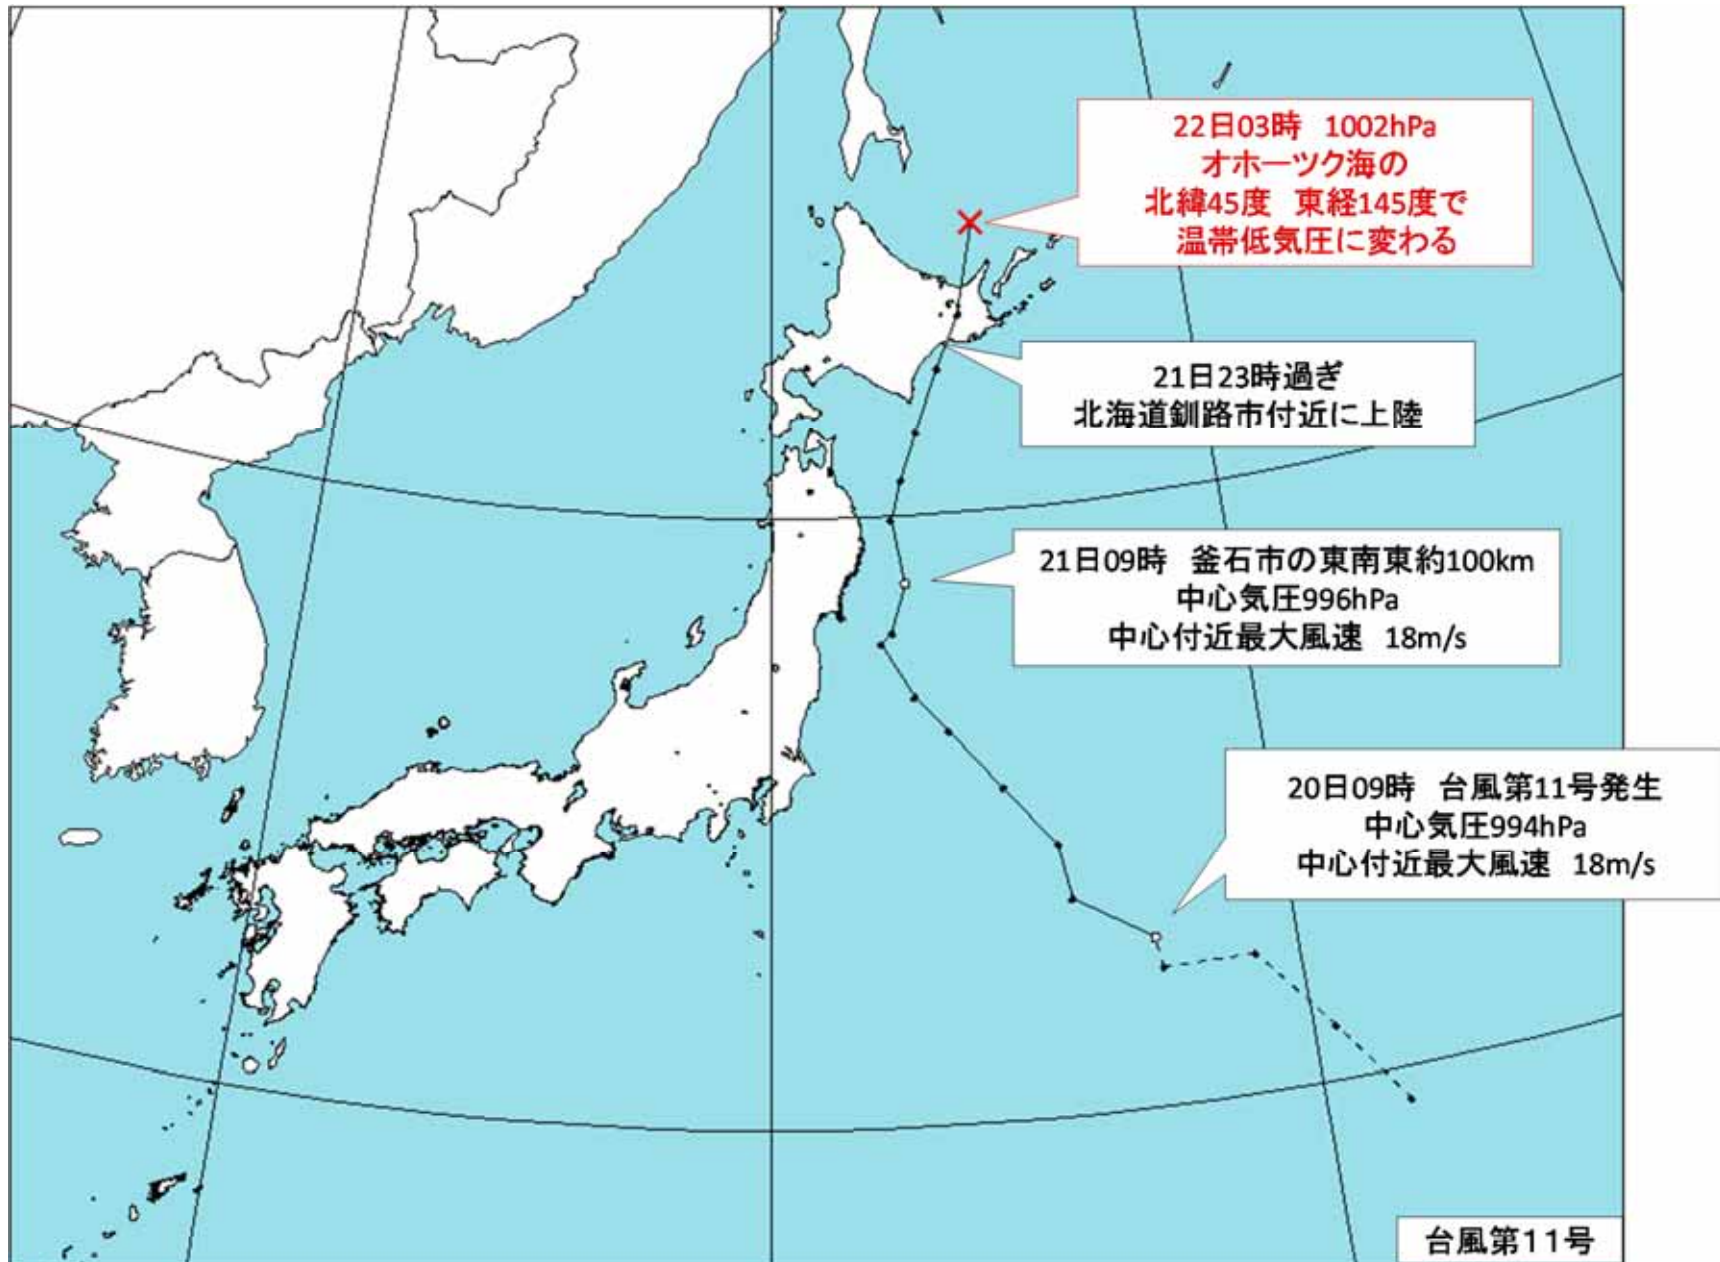 22日03時 1002hPa
オホーツク海の
北緯45度 東経145度で
温帯低気圧に変わる
21日23時過ぎ
北海道釧路市付近に上陸
21日09時 釜石市の東南東約100km
中心気圧996hPa
中心付近最大風速 18m/s
20日09時 台風第11号発生
中心気圧994hPa
中心付近最大風速 18m/s
台風第11号